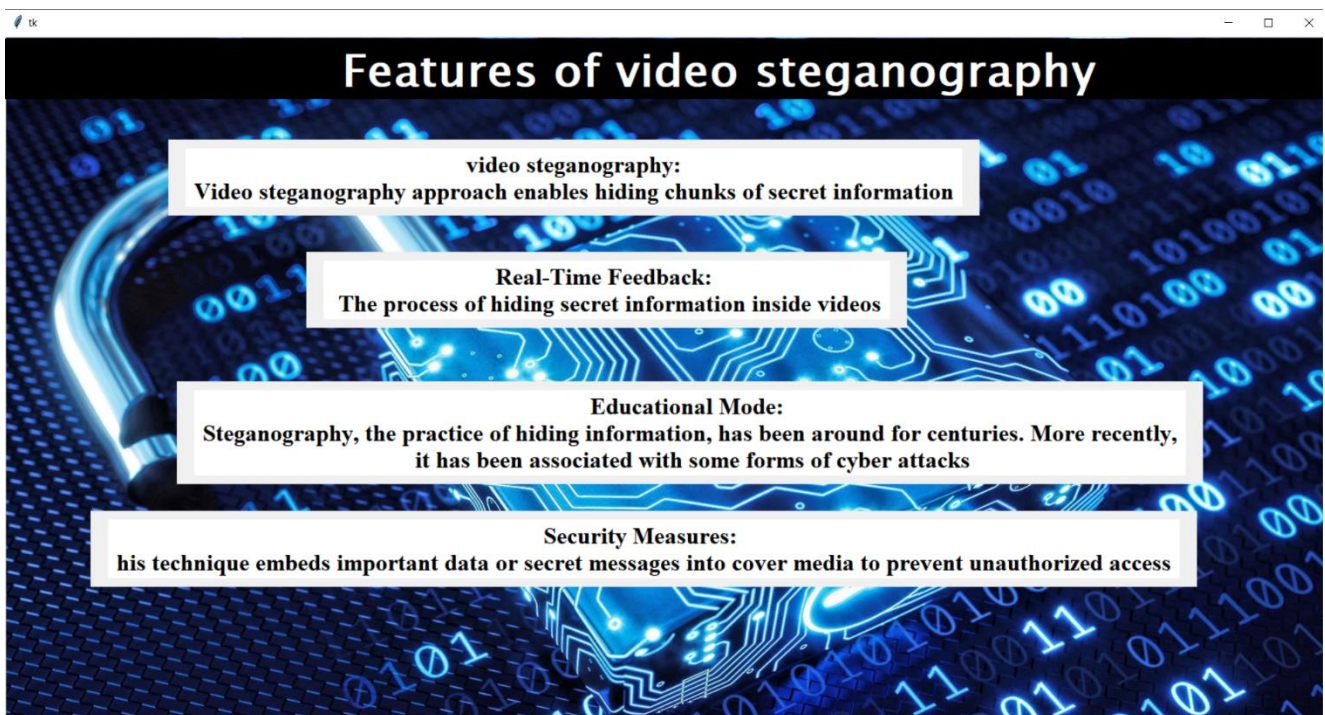 tk
Features of video steganography
video steganography:
Video steganography approach enables hiding chunks of secret information
Real-Time Feedback:
The process of hiding secret information inside videos
Educational Mode:
Steganography, the practice of hiding information, has been around for centuries. More recently,
it has been associated with some forms of cyber attacks
Security Measures:
his technique embeds important data or secret messages into cover media to prevent unauthorized access